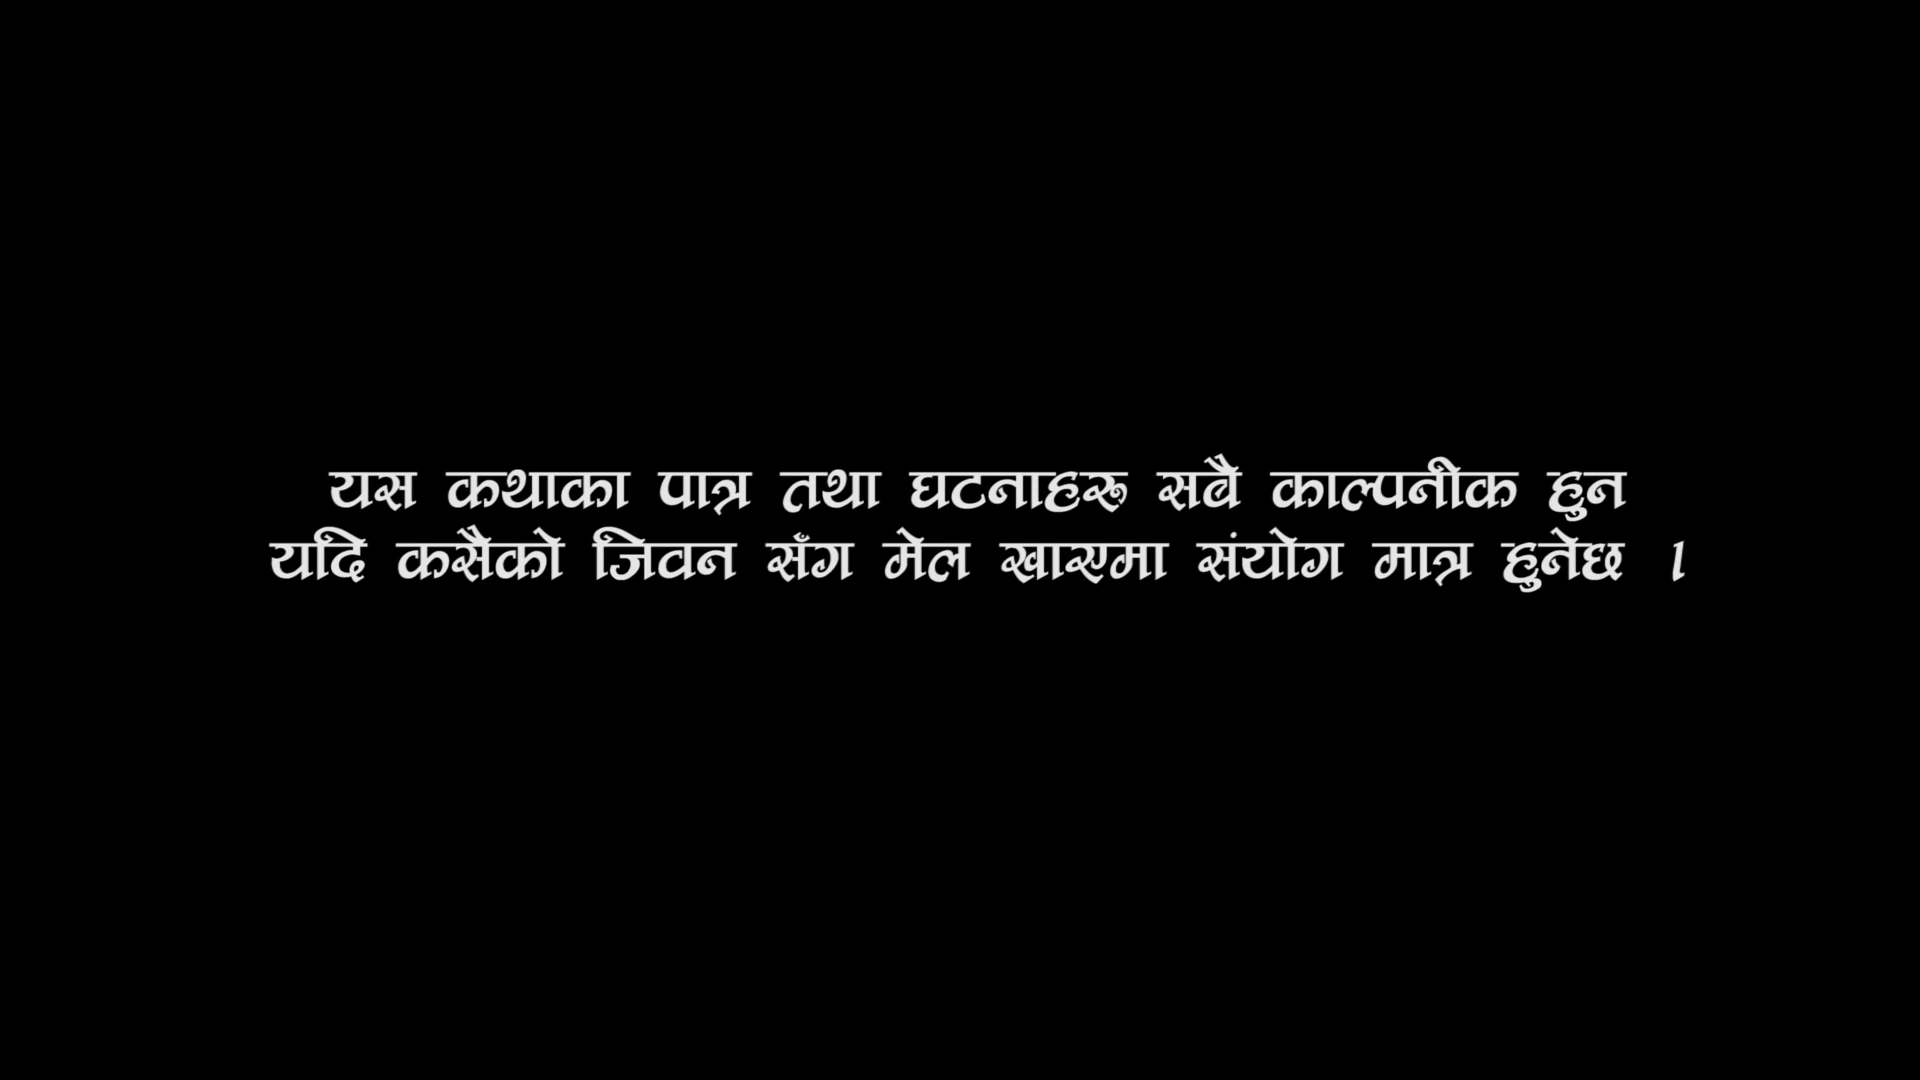 यस कथाका पात्र तथा घटनाहरू सबै काल्पनीक हुन
यदि कसैको जिवन सँग मेल खाएमा संयोग मात्र हुनेछ ।